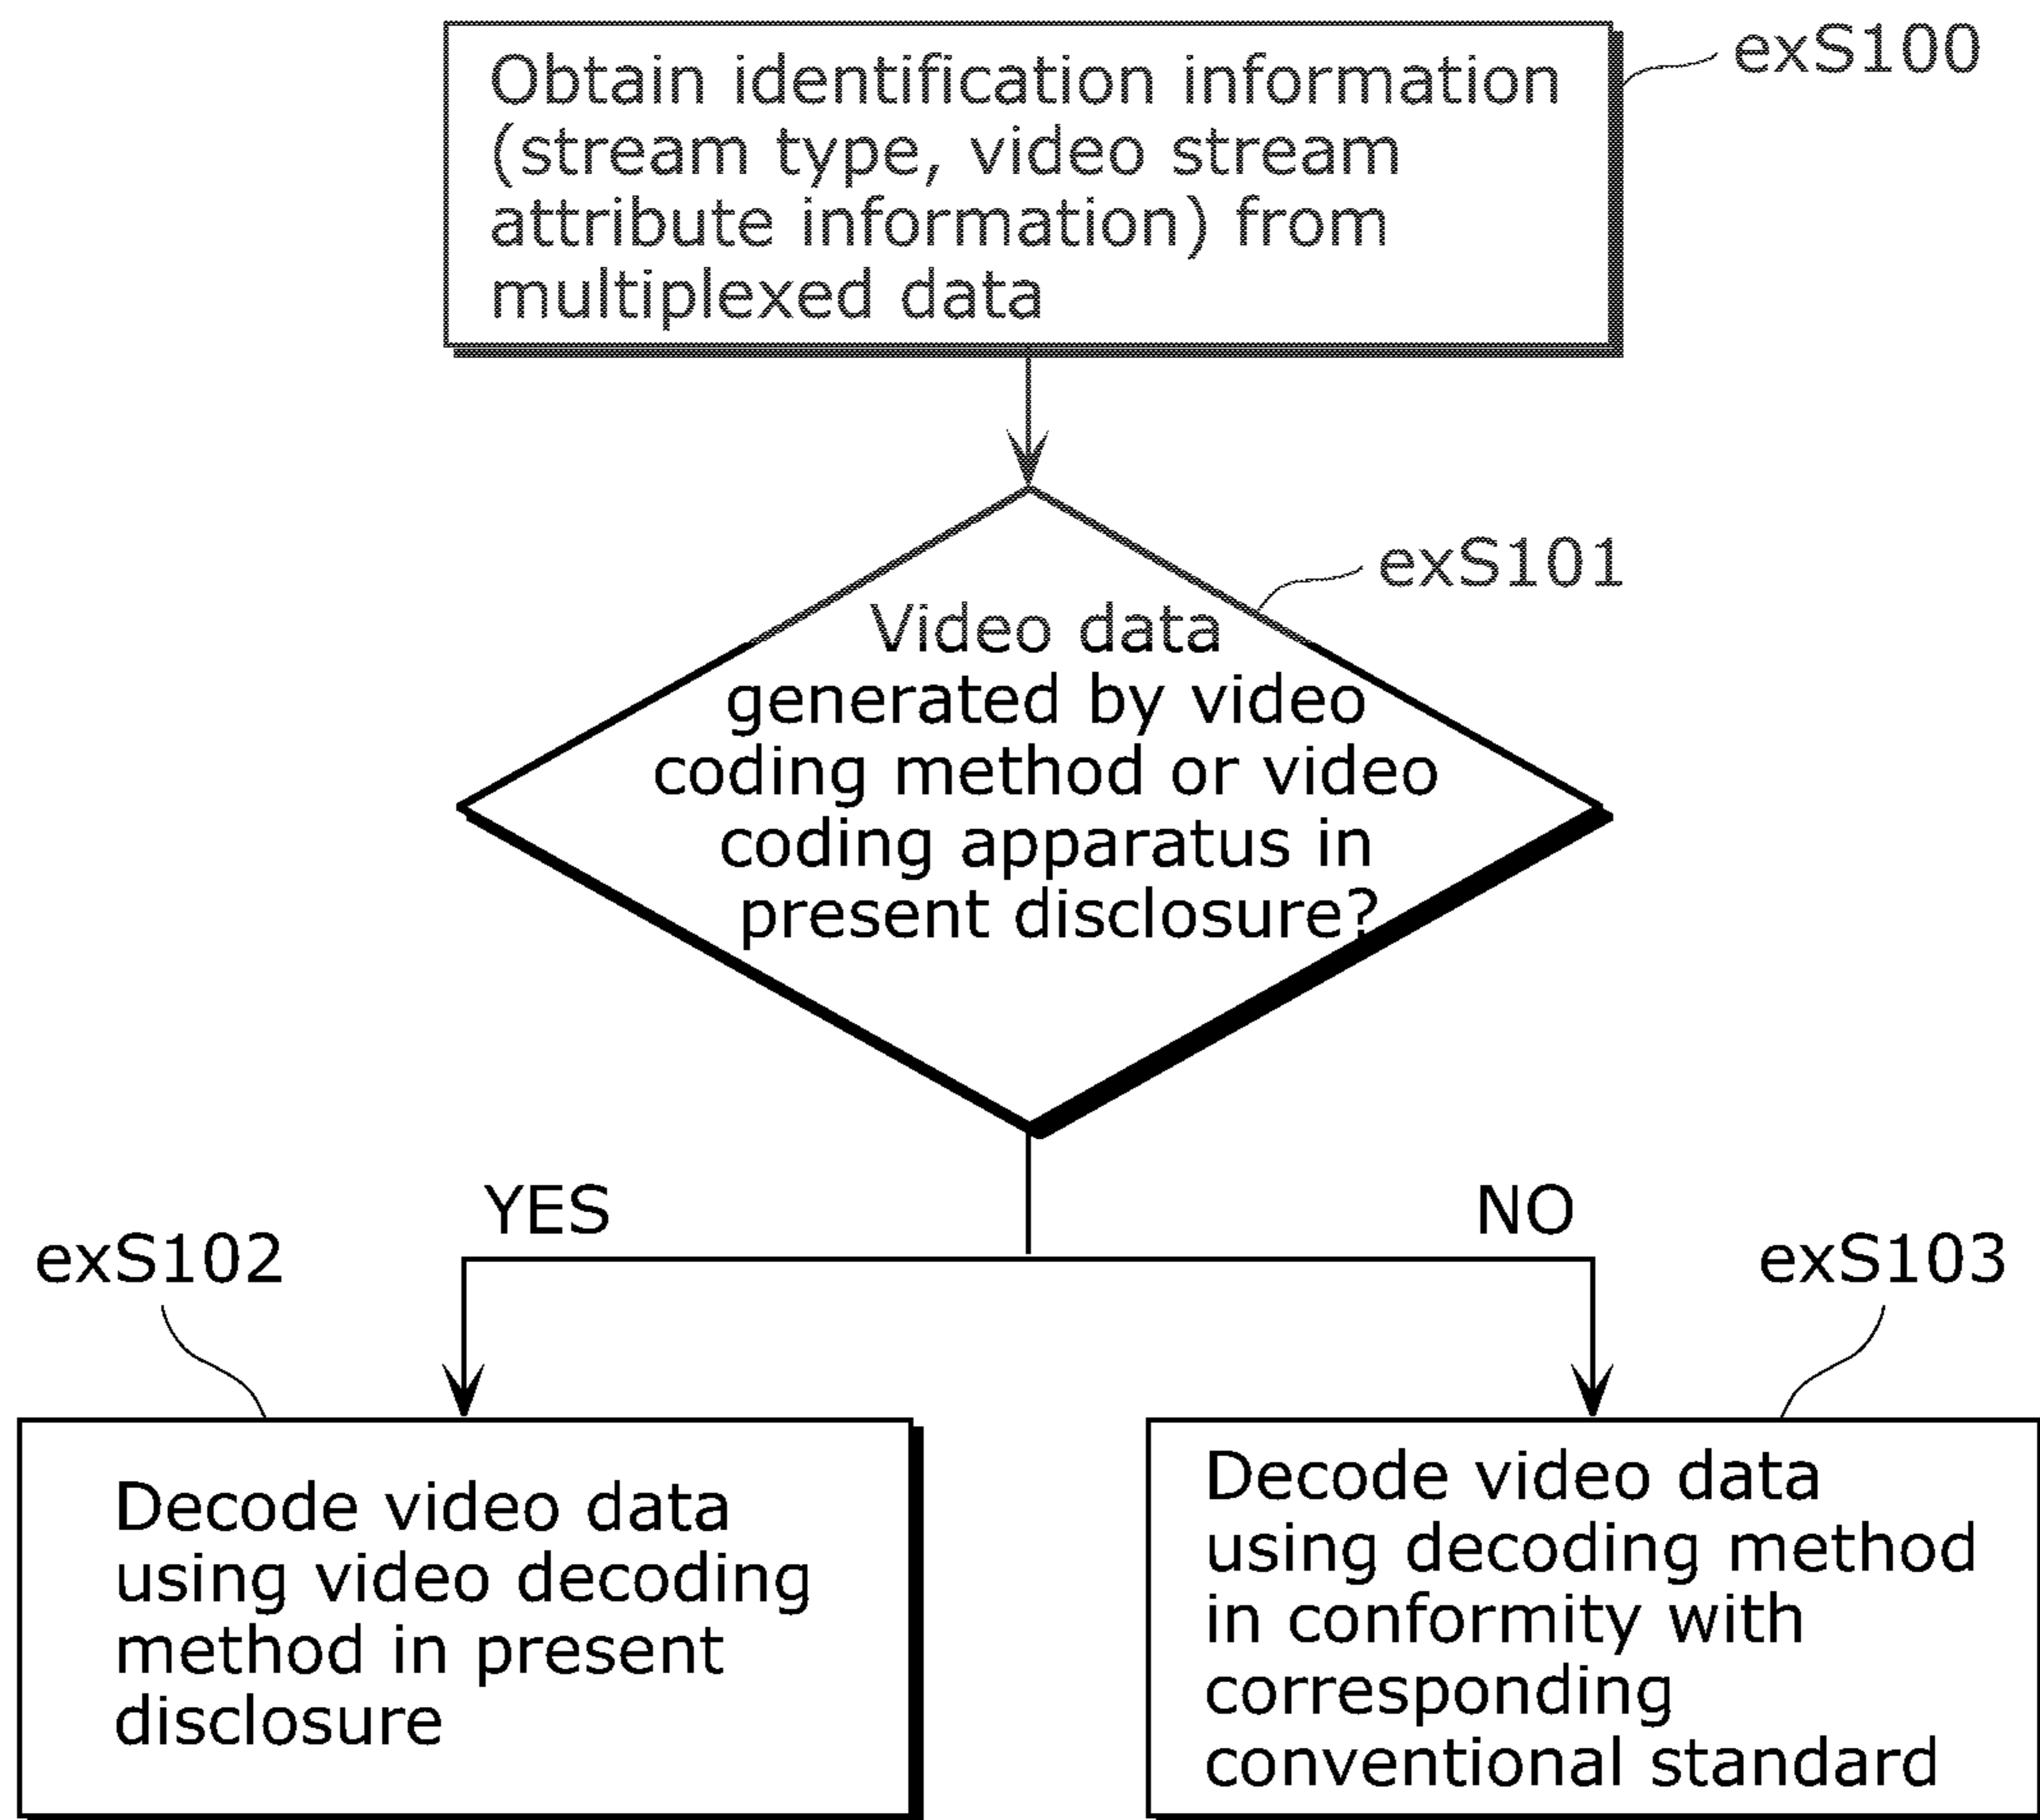 Obtain identification information
(stream type, video stream
attribute information) from
multiplexed data
exS100
exS101
Video data
generated by video
coding method or video
coding apparatus in
present disclosure?
YES
NO
exS102
exS103
Decode video data
using video decoding
method in present
disclosure
Decode video data
using decoding method
in conformity with
corresponding
conventional standard